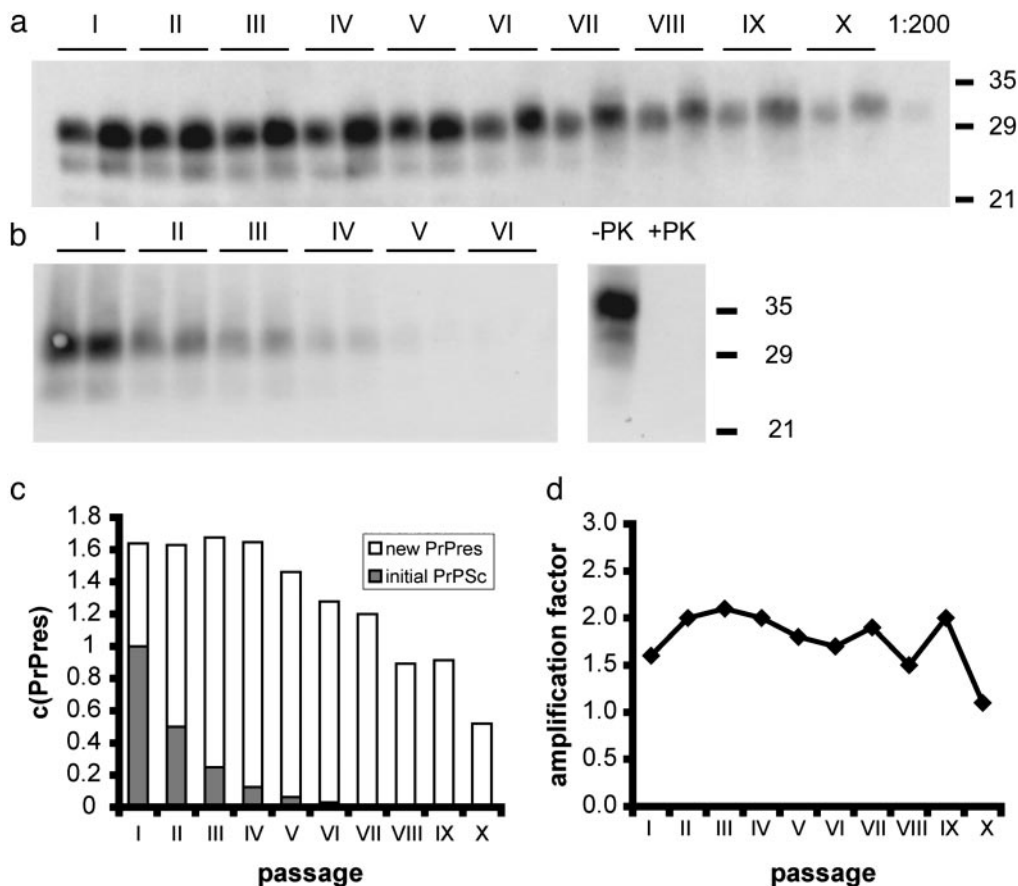 a
I II III IV V VI VII VIII IX X 1:200
35
29
21
b
I II III IV V VI
-PK +PK
35
29
21
c
c(PrPres)
1.8
1.6
1.4
1.2
1
0.8
0.6
0.4
0.2
0
new PrPres
initial PrPSc
I II III IV V VI VII VIII IX X
passage
d
amplification factor
3.0
2.5
2.0
1.5
1.0
0.5
0.0
I II III IV V VI VII VIII IX X
passage